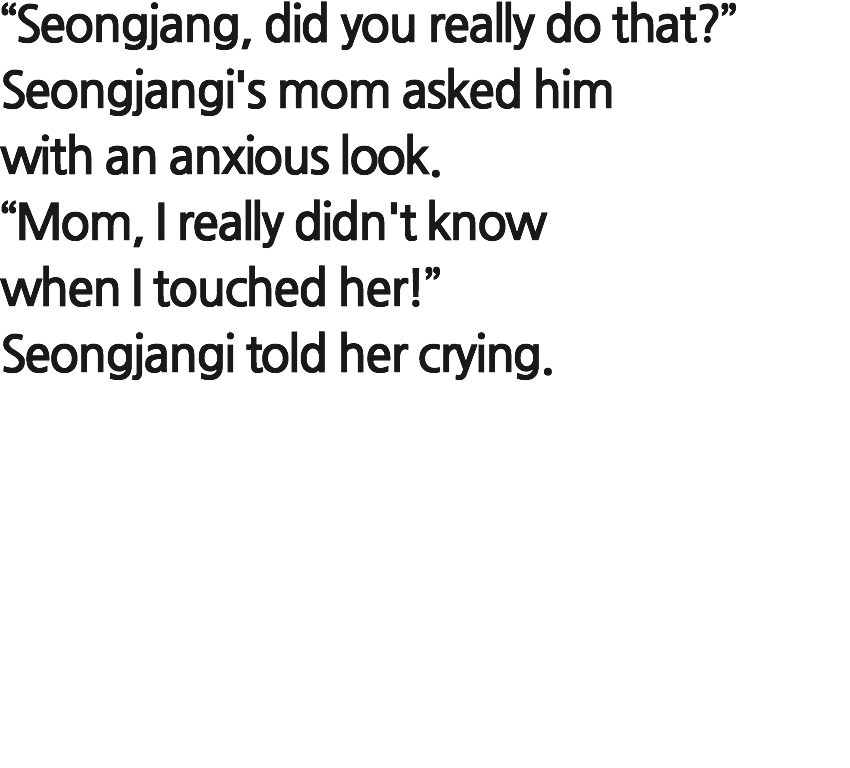 “Seongjang, did you really do that?”
Seongjangi's mom asked him
with an anxious look.
“Mom, I really didn't know
when I touched her!”
Seongjangi told her crying.